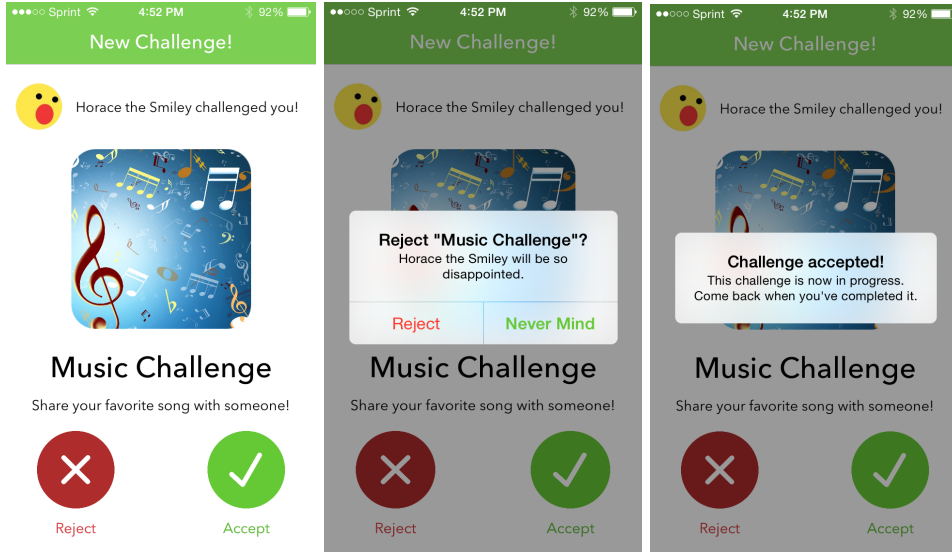 Sprint 4:52 PM 92%
New Challenge!
Horace the Smiley challenged you!
Music Challenge
Share your favorite song with someone!
Reject Accept
Sprint 4:52 PM 92%
New Challenge!
Horace the Smiley challenged you!
Reject "Music Challenge"?
Horace the Smiley will be so
disappointed.
Reject Never Mind
Music Challenge
Share your favorite song with someone!
Reject Accept
Sprint 4:52 PM 92%
New Challenge!
Horace the Smiley challenged you!
Challenge accepted!
This challenge is now in progress.
Come back when you've completed it.
Music Challenge
Share your favorite song with someone!
Reject Accept